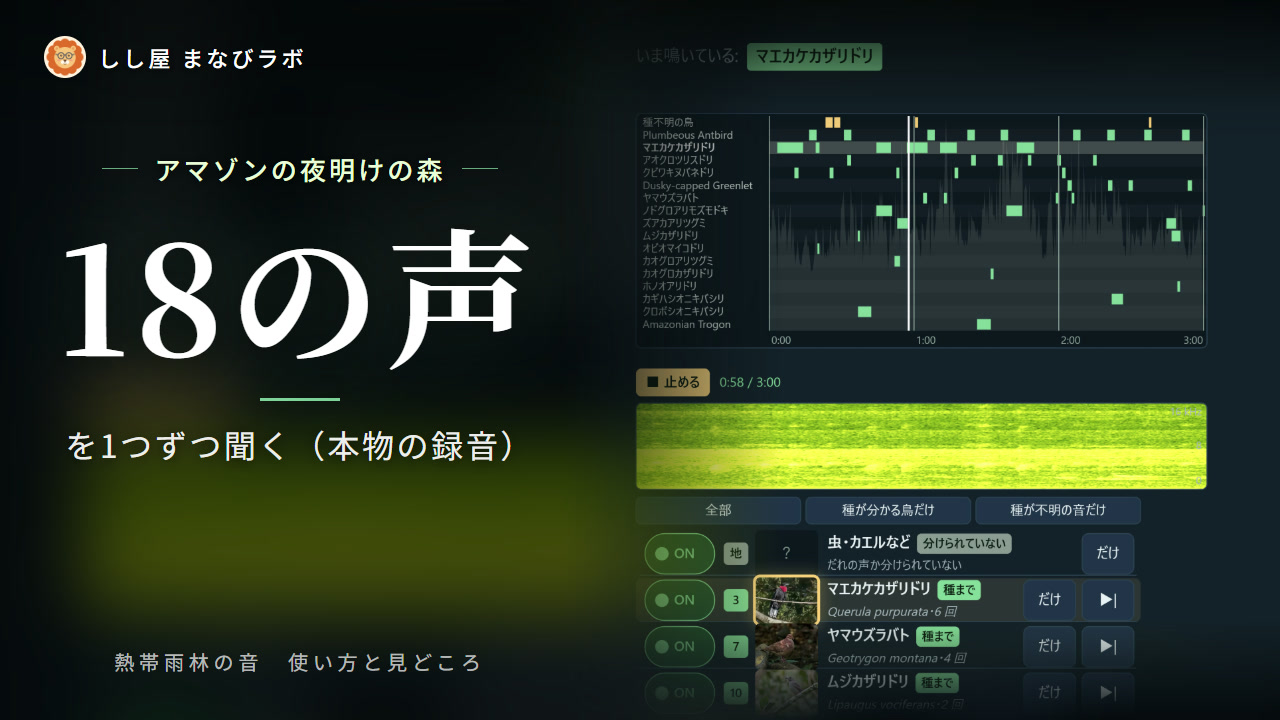 しし屋 まなびラボ
アマゾンの夜明けの森
18の声
を1つずつ聞く（本物の録音）
熱帯雨林の音　使い方と見どころ
いま鳴いている: マエカケカザリドリ
種不明の鳥
Plumbeous Antbird
マエカケカザリドリ
アオクロツリスドリ
クビワキヌバネドリ
Dusky-capped Greenlet
ヤマウズラバト
ノドグロアリモズモドキ
ズアカアリツグミ
ムジカザリドリ
オビオマイコドリ
カオグロアリツグミ
カオグロカザリドリ
ホノオアリドリ
カギハシオニキバシリ
クロボシオニキバシリ
Amazonian Trogon
0:00 1:00 2:00 3:00
■ 止める 0:58 / 3:00
全部 種が分かる鳥だけ 種が不明の音だけ
ON 地 ? 虫・カエルなど 分けられていない だけ
だれの声か分けられていない
ON 3 マエカケカザリドリ 種まで だけ ▶|
Querula purpurata・6 回
ON 7 ヤマウズラバト 種まで だけ ▶|
Geotrygon montana・4 回
ON 10 ムジカザリドリ 種まで だけ ▶|
Lipaugus vociferans・2 回